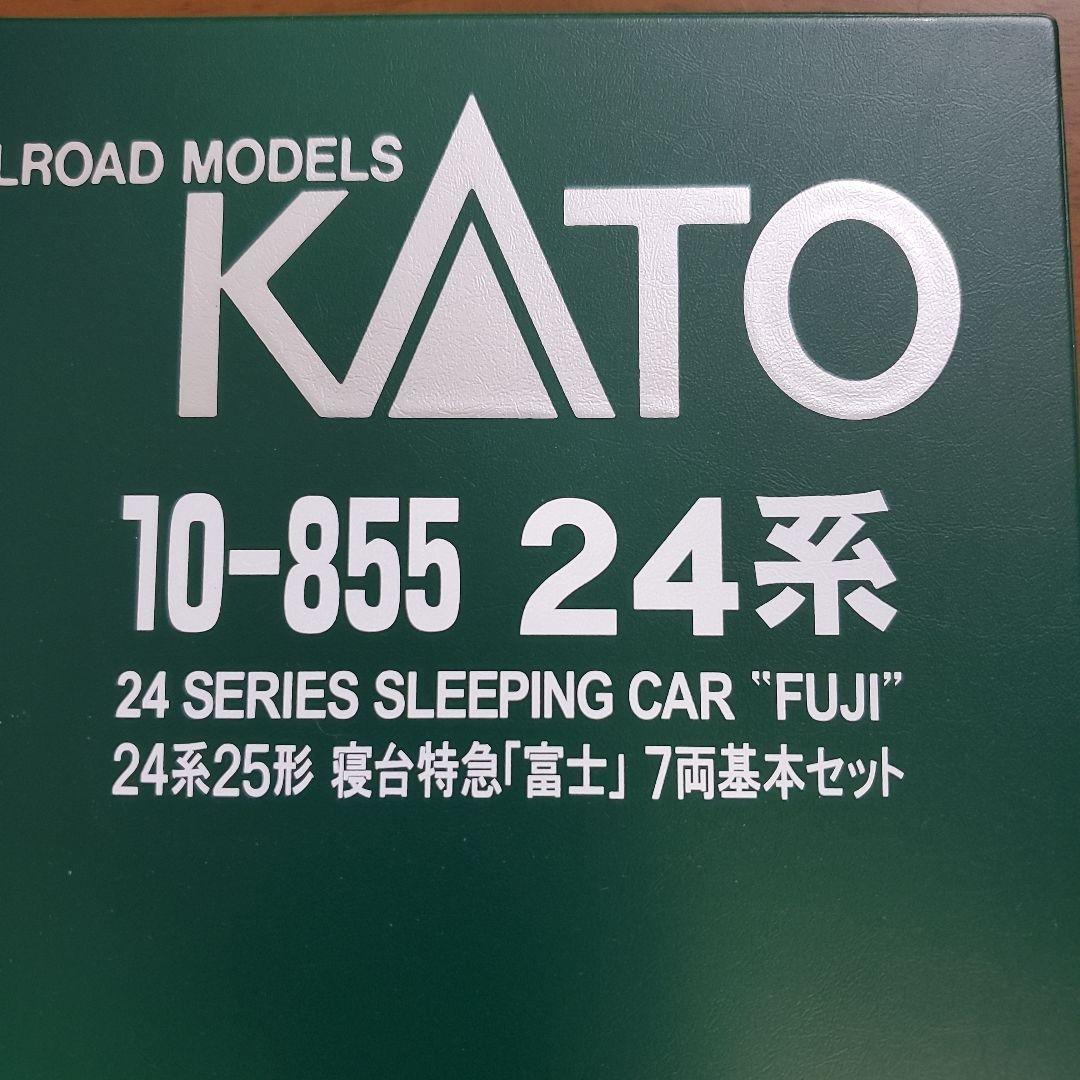 LROAD MODELS
KATO
10-855 24系
24 SERIES SLEEPING CAR "FUJI"
24系25形 寝台特急「富士」 7両基本セット